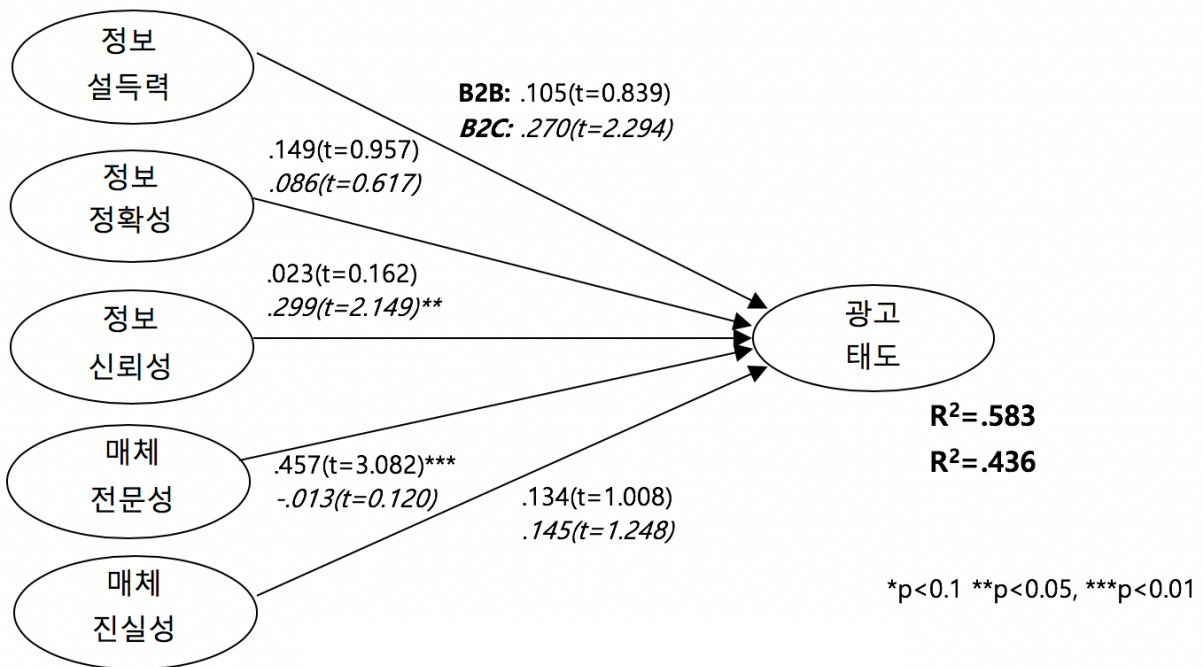 정보
설득력
B2B: .105(t=0.839)
B2C: .270(t=2.294)
.149(t=0.957)
.086(t=0.617)
정보
정확성
.023(t=0.162)
.299(t=2.149)**
정보
신뢰성
광고
태도
R²=.583
R²=.436
매체
전문성
.457(t=3.082)***
-.013(t=0.120)
.134(t=1.008)
.145(t=1.248)
매체
진실성
*p<0.1 **p<0.05, ***p<0.01